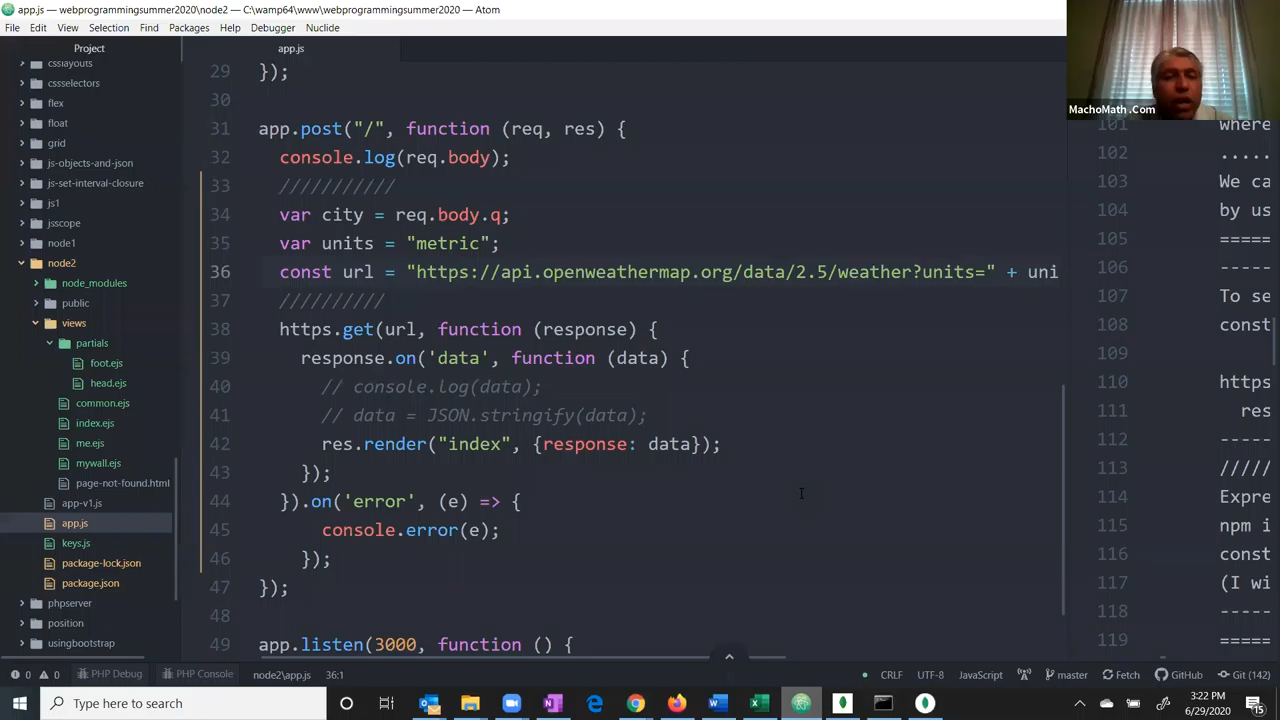 app.js — webprogrammingsummer2020\node2 — C:\wamp64\www\webprogrammingsummer2020 — Atom
File Edit View Selection Find Packages Help Debugger Nuclide
Project
app.js
csslayouts
cssselectors
flex
float
grid
js-objects-and-json
js-set-interval-closure
js1
jsscope
node1
node2
node_modules
public
views
partials
foot.ejs
head.ejs
common.ejs
index.ejs
me.ejs
mywall.ejs
page-not-found.html
app-v1.js
app.js
keys.js
package-lock.json
package.json
phpserver
position
usingbootstrap
29 });
30
31 app.post("/", function (req, res) {
32 console.log(req.body);
33 ///////////
34 var city = req.body.q;
35 var units = "metric";
36 const url = "https://api.openweathermap.org/data/2.5/weather?units=" + uni
37 //////////
38 https.get(url, function (response) {
39 response.on('data', function (data) {
40 // console.log(data);
41 // data = JSON.stringify(data);
42 res.render("index", {response: data});
43 });
44 }).on('error', (e) => {
45 console.error(e);
46 });
47 });
48
49 app.listen(3000, function () {
MachoMath .Com
101 where
102 .....
103 We ca
104 by us
105 =====
106 -----
107 To se
108 const
109
110 https
111 res
112 -----
113 /////
114 Expre
115 npm i
116 const
117 (I wi
118 -----
119 =====
0 0 PHP Debug PHP Console node2\app.js 36:1 CRLF UTF-8 JavaScript master Fetch GitHub Git (142)
Type here to search
3:22 PM
6/29/2020
15